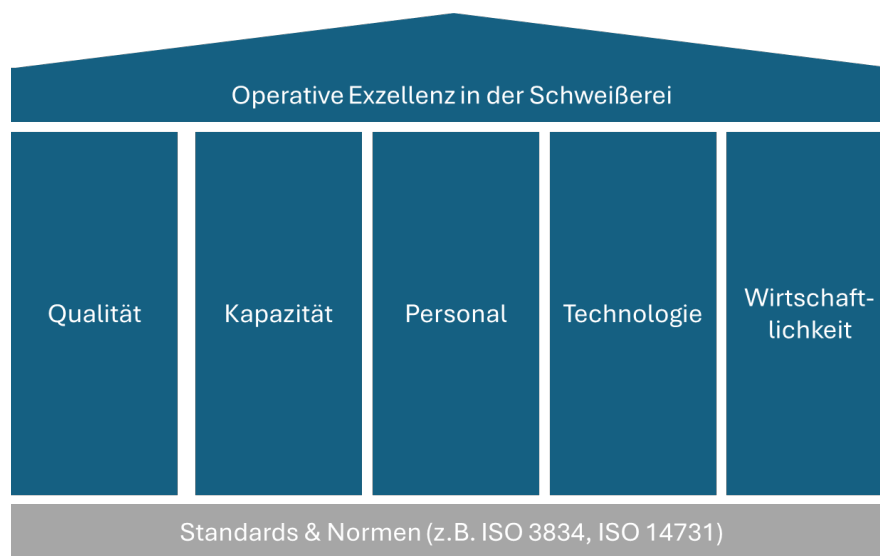 Operative Exzellenz in der Schweißerei
Qualität
Kapazität
Personal
Technologie
Wirtschaft-
lichkeit
Standards & Normen (z.B. ISO 3834, ISO 14731)